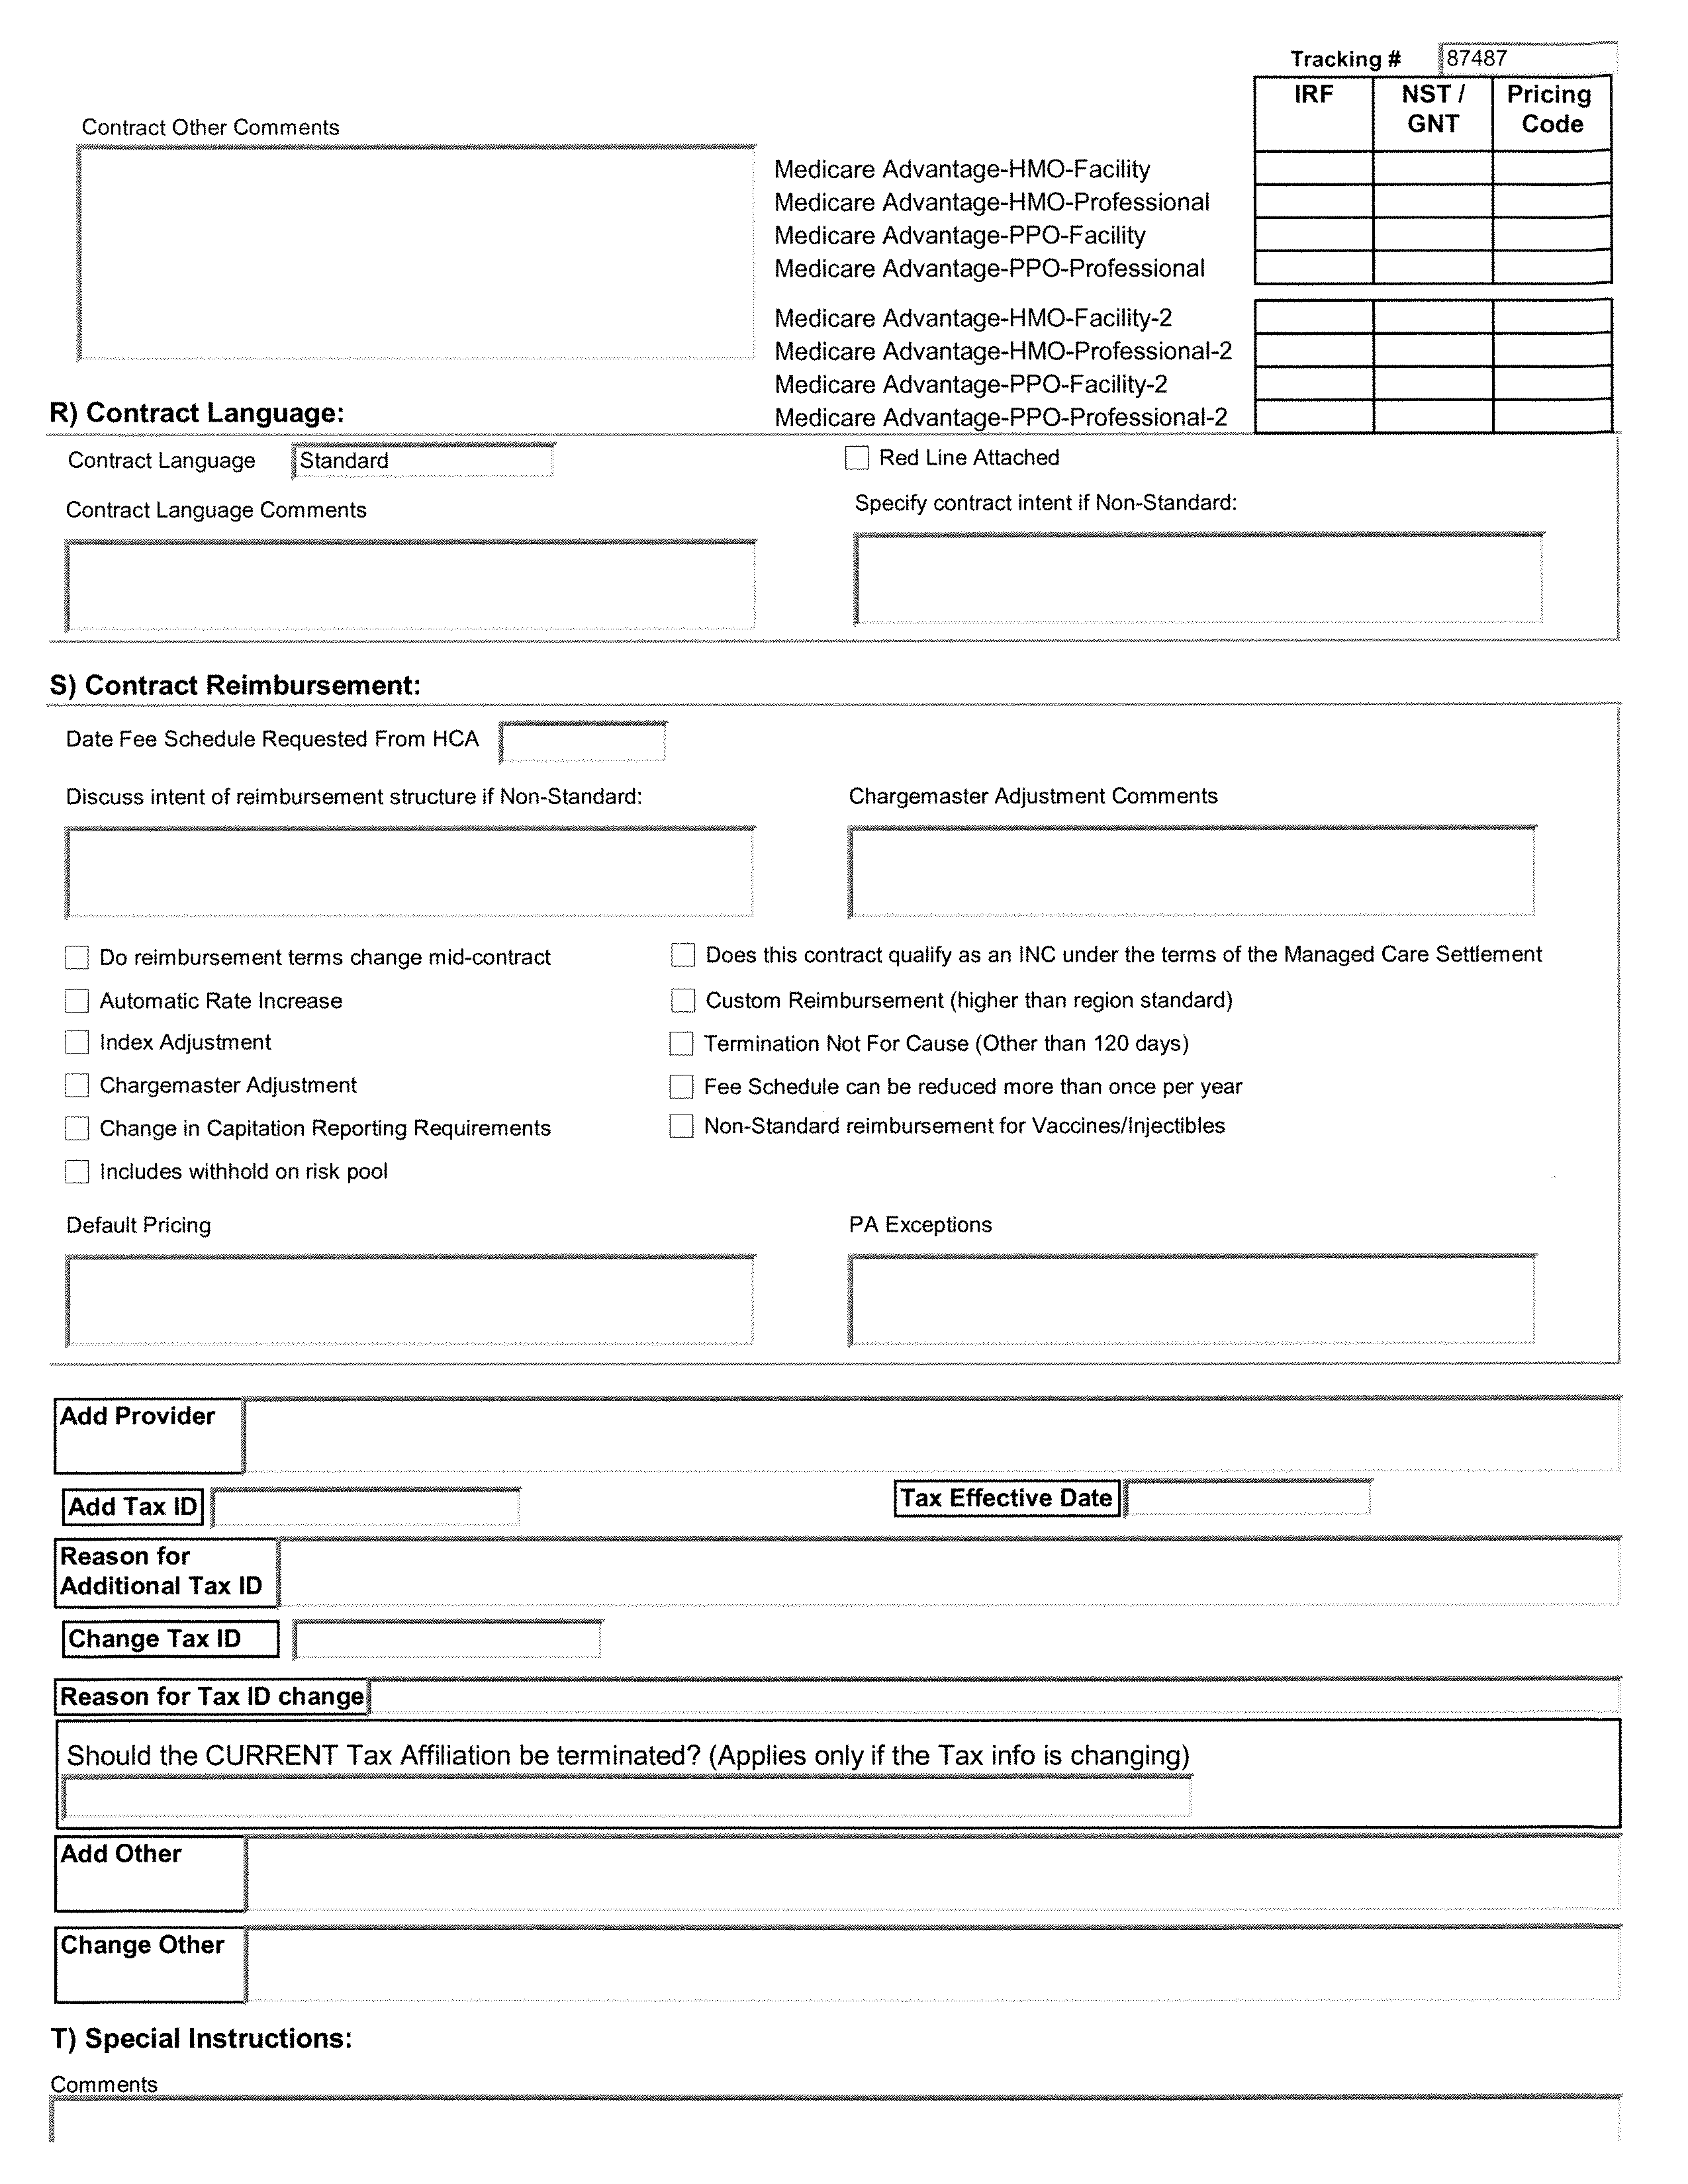 Tracking # 87487
IRF NST / GNT Pricing Code
Contract Other Comments
Medicare Advantage-HMO-Facility
Medicare Advantage-HMO-Professional
Medicare Advantage-PPO-Facility
Medicare Advantage-PPO-Professional
Medicare Advantage-HMO-Facility-2
Medicare Advantage-HMO-Professional-2
Medicare Advantage-PPO-Facility-2
Medicare Advantage-PPO-Professional-2
R) Contract Language:
Contract Language Standard
Red Line Attached
Contract Language Comments
Specify contract intent if Non-Standard:
S) Contract Reimbursement:
Date Fee Schedule Requested From HCA
Discuss intent of reimbursement structure if Non-Standard:
Chargemaster Adjustment Comments
Do reimbursement terms change mid-contract
Does this contract qualify as an INC under the terms of the Managed Care Settlement
Automatic Rate Increase
Custom Reimbursement (higher than region standard)
Index Adjustment
Termination Not For Cause (Other than 120 days)
Chargemaster Adjustment
Fee Schedule can be reduced more than once per year
Change in Capitation Reporting Requirements
Non-Standard reimbursement for Vaccines/Injectibles
Includes withhold on risk pool
Default Pricing
PA Exceptions
Add Provider
Add Tax ID
Tax Effective Date
Reason for
Additional Tax ID
Change Tax ID
Reason for Tax ID change
Should the CURRENT Tax Affiliation be terminated? (Applies only if the Tax info is changing)
Add Other
Change Other
T) Special Instructions:
Comments